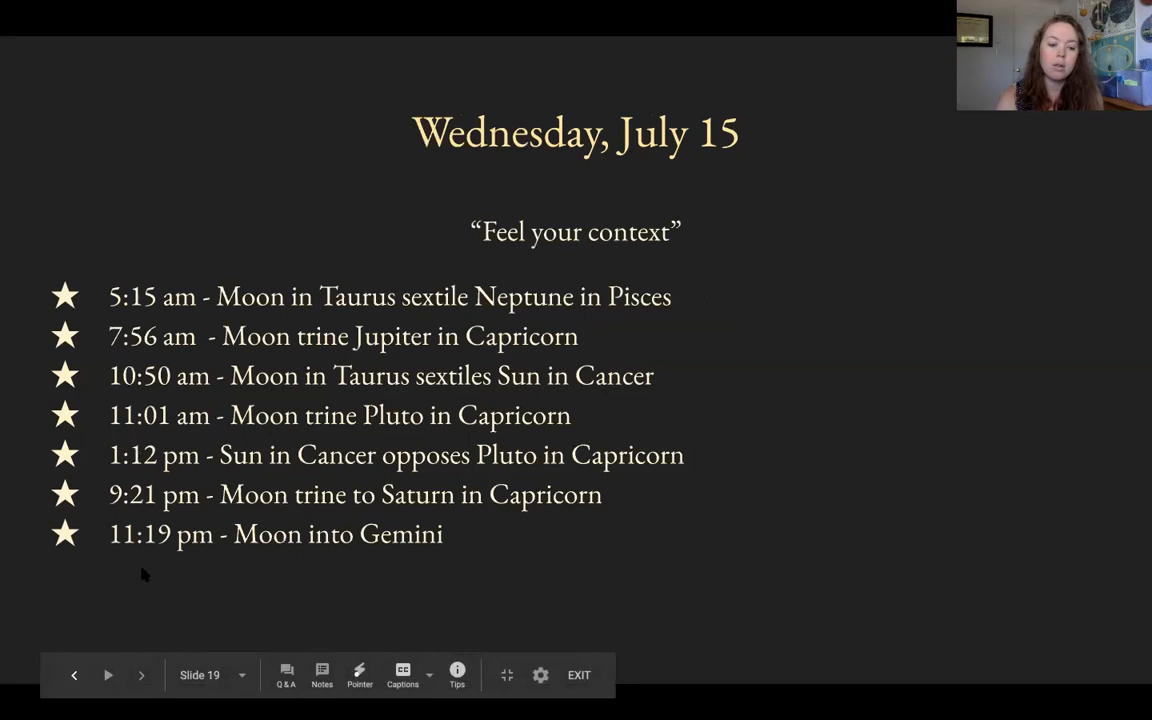 Wednesday, July 15
“Feel your context”
★ 5:15 am - Moon in Taurus sextile Neptune in Pisces
★ 7:56 am  - Moon trine Jupiter in Capricorn
★ 10:50 am - Moon in Taurus sextiles Sun in Cancer
★ 11:01 am - Moon trine Pluto in Capricorn
★ 1:12 pm - Sun in Cancer opposes Pluto in Capricorn
★ 9:21 pm - Moon trine to Saturn in Capricorn
★ 11:19 pm - Moon into Gemini
Slide 19 Q & A Notes Pointer CC Captions Tips EXIT